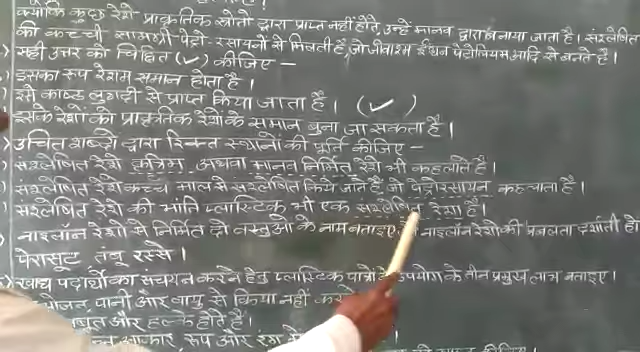 क्योंकि कुछ रेशे प्राकृतिक स्रोतों द्वारा प्राप्त नहीं होते, उन्हें मानव द्वारा बनाया जाता है। संश्लेषित
की कच्ची सामग्री पेट्रो-रसायनों से मिलती है, जो जीवाश्म ईंधन पेट्रोलियम आदि से बनते हैं।
सही उत्तर को चिह्नित (✓) कीजिए –
इसका रूप रेशम समान होता है।
इसे काष्ठ लुगदी से प्राप्त किया जाता है। (✓)
इसके रेशों को प्राकृतिक रेशों के समान बुना जा सकता है।
उचित शब्दों द्वारा रिक्त स्थानों की पूर्ति कीजिए –
संश्लेषित रेशे कृत्रिम अथवा मानव निर्मित रेशे भी कहलाते हैं।
संश्लेषित रेशे कच्चे माल से संश्लेषित किये जाते हैं, जो पेट्रोरसायन कहलाता है।
संश्लेषित रेशे की भांति प्लास्टिक भी एक संश्लेषित रेशा है।
नाइलॉन रेशों से निर्मित दो वस्तुओं के नाम बताइए, नाइलॉन रेशे की प्रबलता दर्शाती हो
पेरासूट तंबू रस्से।
खाद्य पदार्थों का संचयन करने हेतु प्लास्टिक पात्रों के उपयोग के तीन प्रमुख लाभ बताइए।
भोजन, पानी और वायु से क्रिया नहीं
और हल्के होते हैं।
आकार, रूप और